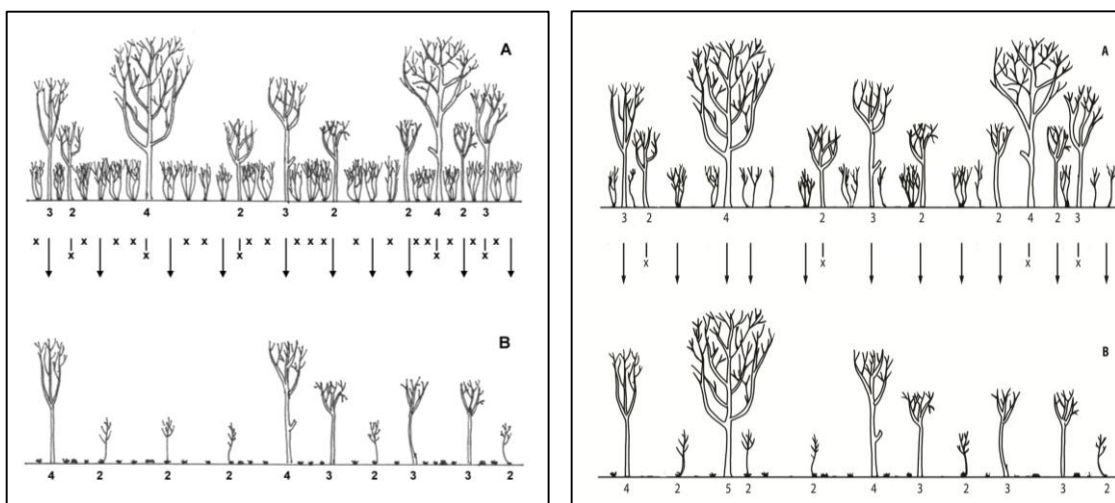 A
3 2 4 2 3 2 2 4 2 3
x x x x x x x x x x x x x x x x x x
x x x x x
B
4 2 2 2 4 3 2 3 3 2
A
3 2 4 2 3 2 2 4 2 3
x x x x
B
4 2 5 2 2 4 3 2 3 3 2